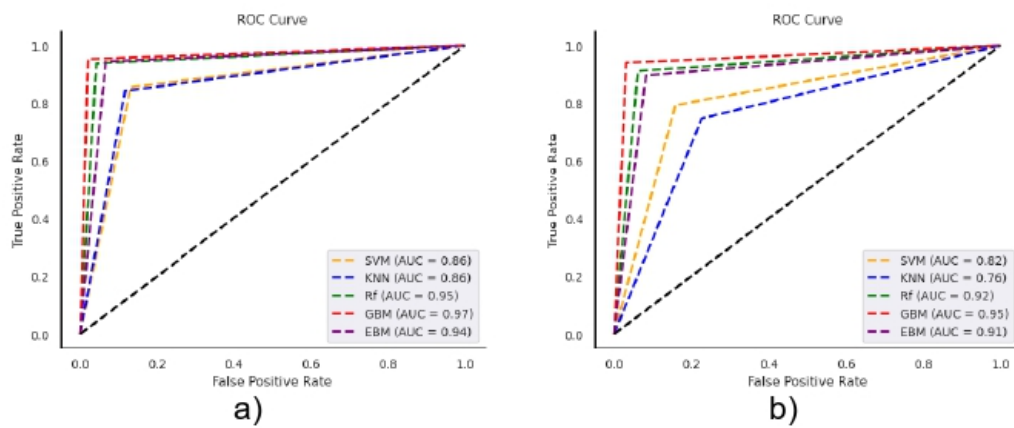 ROC Curve
1.0
0.8
0.6
0.4
0.2
0.0
True Positive Rate
SVM (AUC = 0.86)
KNN (AUC = 0.86)
Rf (AUC = 0.95)
GBM (AUC = 0.97)
EBM (AUC = 0.94)
0.0 0.2 0.4 0.6 0.8 1.0
False Positive Rate
a)
ROC Curve
1.0
0.8
0.6
0.4
0.2
0.0
True Positive Rate
SVM (AUC = 0.82)
KNN (AUC = 0.76)
Rf (AUC = 0.92)
GBM (AUC = 0.95)
EBM (AUC = 0.91)
0.0 0.2 0.4 0.6 0.8 1.0
False Positive Rate
b)